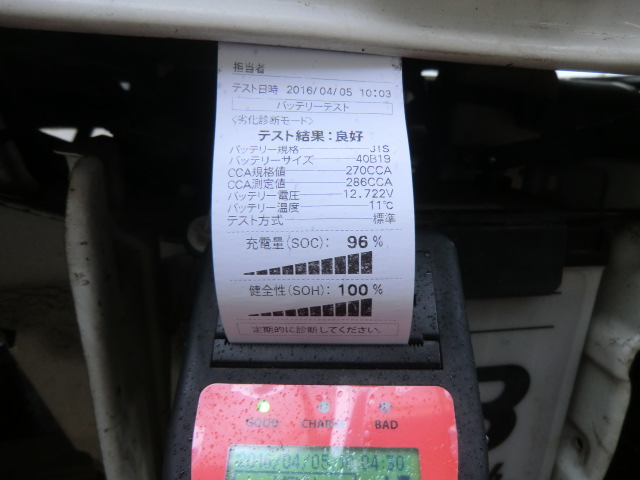 担当者
テスト日時 2016/04/05 10:03
バッテリーテスト
<劣化診断モード>
テスト結果:良好
バッテリー規格 JIS
バッテリーサイズ 40B19
CCA規格値 270CCA
CCA測定値 286CCA
バッテリー電圧 12.722V
バッテリー温度 11℃
テスト方式 標準
充電量(SOC): 96 %
健全性(SOH): 100 %
定期的に診断してください。
GOOD CHARGE BAD
2016/04/05 10:04:50